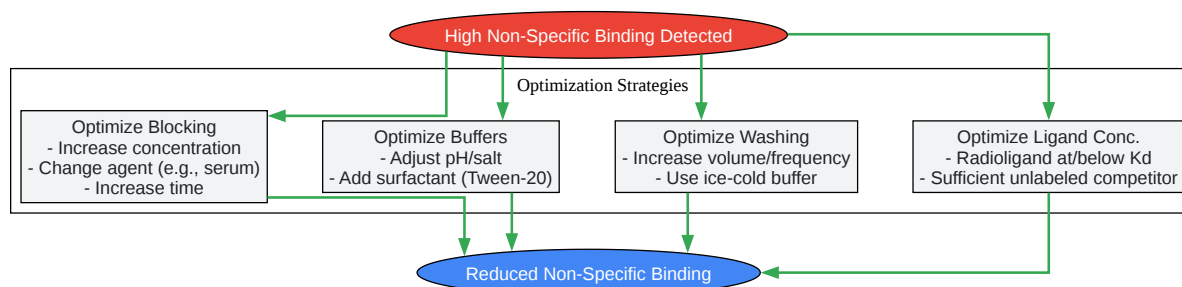 High Non-Specific Binding Detected
Optimization Strategies
Optimize Blocking
- Increase concentration
- Change agent (e.g., serum)
- Increase time
Optimize Buffers
- Adjust pH/salt
- Add surfactant (Tween-20)
Optimize Washing
- Increase volume/frequency
- Use ice-cold buffer
Optimize Ligand Conc.
- Radioligand at/below Kd
- Sufficient unlabeled competitor
Reduced Non-Specific Binding